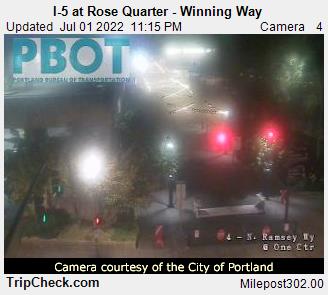 I-5 at Rose Quarter - Winning Way
Updated Jul 01 2022 11:15 PM Camera 4
PBOT
PORTLAND BUREAU OF TRANSPORTATION
4 - N. Ramsey Wy
@ One Ctr
Camera courtesy of the City of Portland
TripCheck.com Milepost302.00